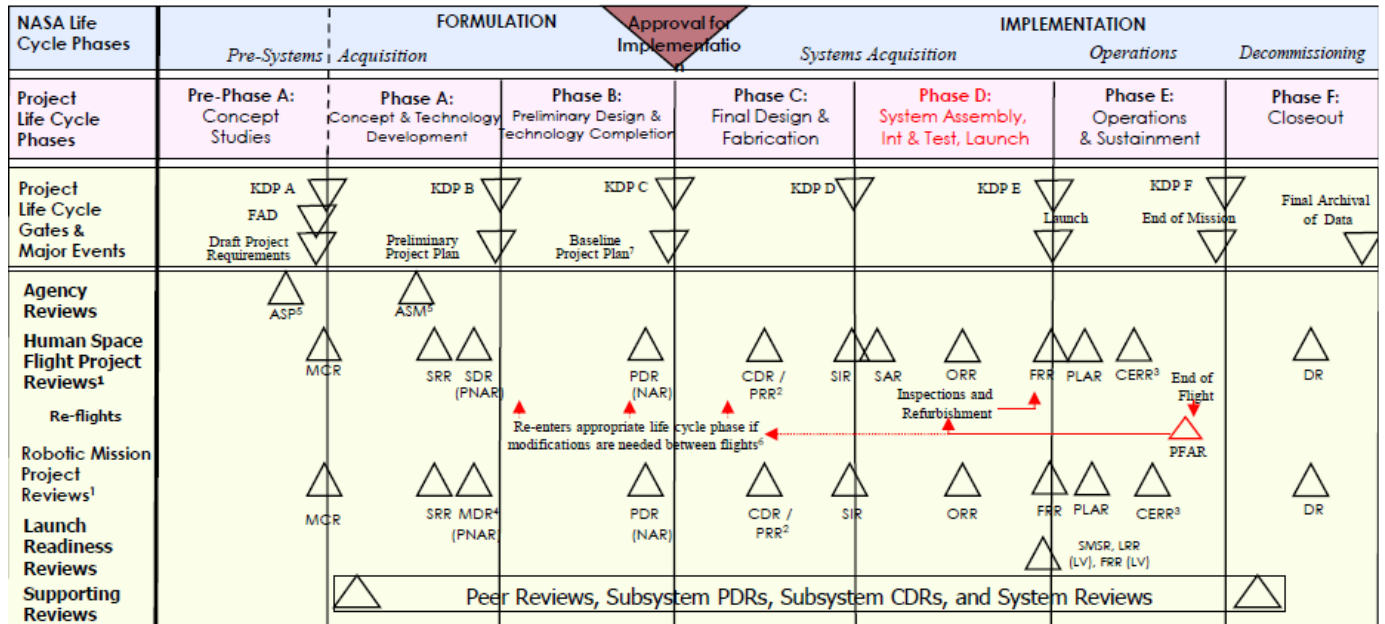 NASA Life
Cycle Phases
FORMULATION
Approval for
Implementatio
n
IMPLEMENTATION
Pre-Systems Acquisition
Systems Acquisition
Operations
Decommissioning
Project
Life Cycle
Phases
Pre-Phase A:
Concept
Studies
Phase A:
Concept & Technology
Development
Phase B:
Preliminary Design &
Technology Completion
Phase C:
Final Design &
Fabrication
Phase D:
System Assembly,
Int & Test, Launch
Phase E:
Operations
& Sustainment
Phase F:
Closeout
Project
Life Cycle
Gates &
Major Events
KDP A
FAD
Draft Project
Requirements
KDP B
Preliminary
Project Plan
KDP C
Baseline
Project Plan⁷
KDP D
KDP E
Launch
KDP F
End of Mission
Final Archival
of Data
Agency
Reviews
ASP⁵
ASM⁵
Human Space
Flight Project
Reviews¹
MCR
SRR
SDR
(PNAR)
PDR
(NAR)
CDR /
PRR²
SIR
SAR
ORR
FRR
PLAR
CERR³
End of
Flight
DR
Re-flights
Re-enters appropriate life cycle phase if
modifications are needed between flights⁶
Inspections and
Refurbishment
PFAR
Robotic Mission
Project
Reviews¹
MCR
SRR
MDR⁴
(PNAR)
PDR
(NAR)
CDR /
PRR²
SIR
ORR
FRR
PLAR
CERR³
DR
Launch
Readiness
Reviews
SMSR, LRR
(LV), FRR (LV)
Supporting
Reviews
Peer Reviews, Subsystem PDRs, Subsystem CDRs, and System Reviews